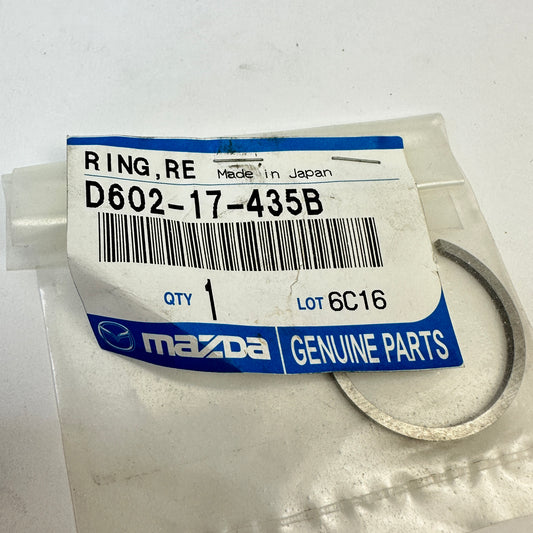 RING,RE Made in Japan
D602-17-435B
QTY 1 LOT 6C16
mazda GENUINE PARTS